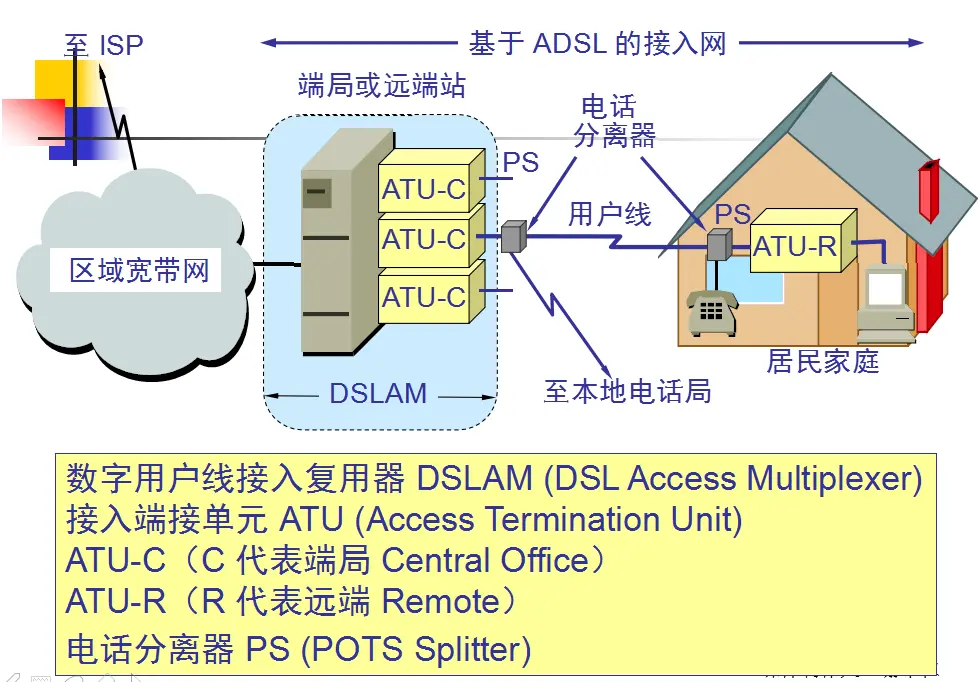 至 ISP
基于 ADSL 的接入网
端局或远端站
电话
分离器
PS
ATU-C
用户线
PS
ATU-C
ATU-R
区域宽带网
ATU-C
居民家庭
DSLAM
至本地电话局
数字用户线接入复用器 DSLAM (DSL Access Multiplexer)
接入端接单元 ATU (Access Termination Unit)
ATU-C（C 代表端局 Central Office）
ATU-R（R 代表远端 Remote）
电话分离器 PS (POTS Splitter)